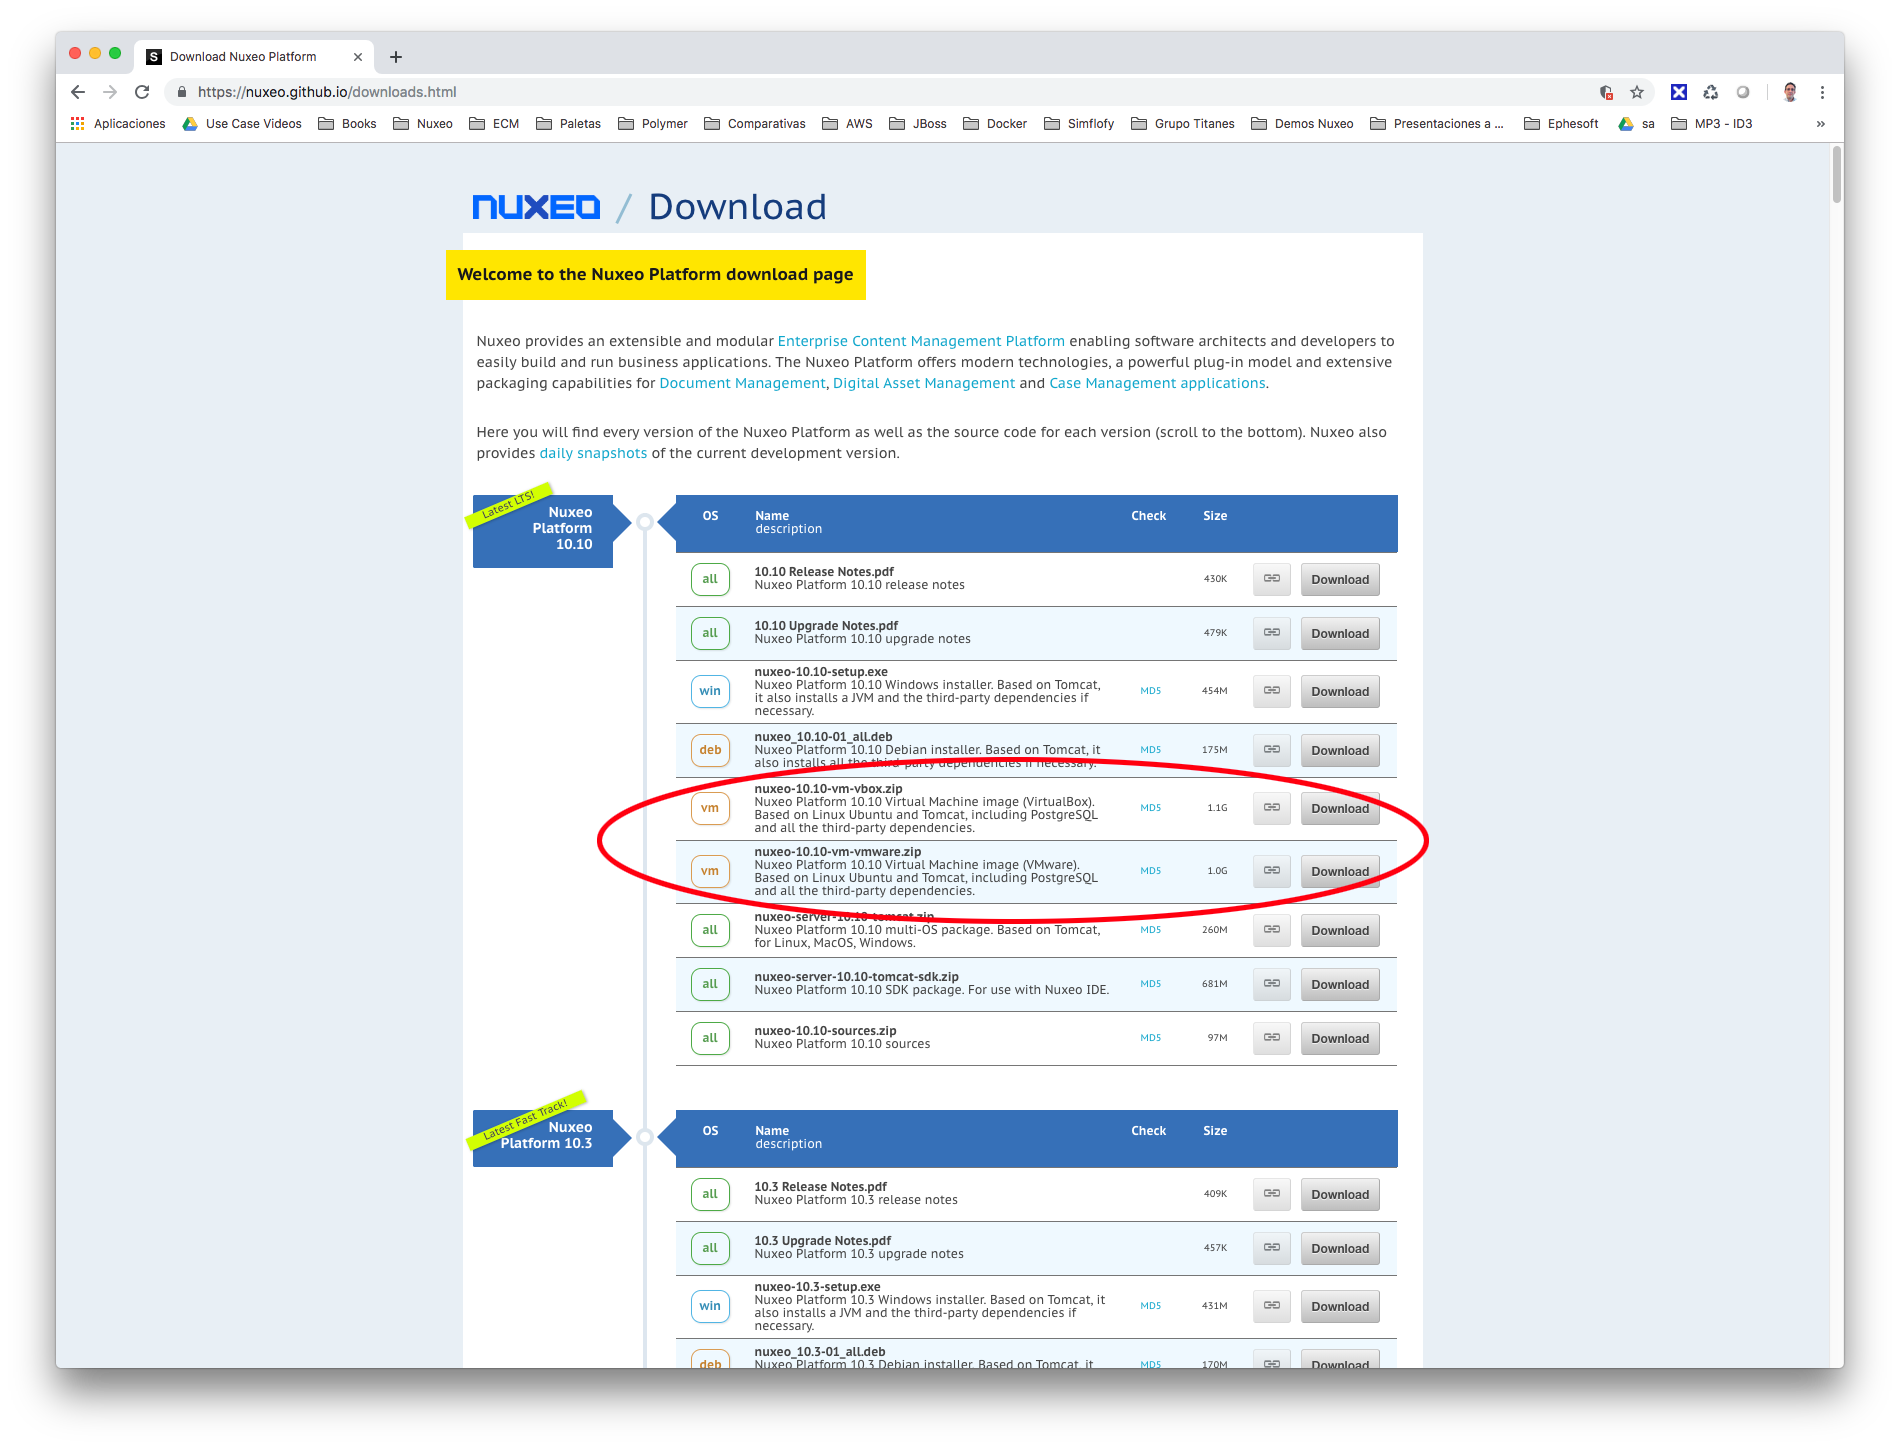 Download Nuxeo Platform
https://nuxeo.github.io/downloads.html
Aplicaciones Use Case Videos Books Nuxeo ECM Paletas Polymer Comparativas AWS JBoss Docker Simflofy Grupo Titanes Demos Nuxeo Presentaciones a ... Ephesoft sa MP3 - ID3 »
nuxeo / Download
Welcome to the Nuxeo Platform download page
Nuxeo provides an extensible and modular Enterprise Content Management Platform enabling software architects and developers to
easily build and run business applications. The Nuxeo Platform offers modern technologies, a powerful plug-in model and extensive
packaging capabilities for Document Management, Digital Asset Management and Case Management applications.
Here you will find every version of the Nuxeo Platform as well as the source code for each version (scroll to the bottom). Nuxeo also
provides daily snapshots of the current development version.
Latest LTS!
Nuxeo
Platform
10.10
OS Name Check Size
description
all 10.10 Release Notes.pdf 430K Download
Nuxeo Platform 10.10 release notes
all 10.10 Upgrade Notes.pdf 479K Download
Nuxeo Platform 10.10 upgrade notes
nuxeo-10.10-setup.exe
win Nuxeo Platform 10.10 Windows installer. Based on Tomcat, MD5 454M Download
it also installs a JVM and the third-party dependencies if
necessary.
nuxeo_10.10-01_all.deb
deb Nuxeo Platform 10.10 Debian installer. Based on Tomcat, it MD5 175M Download
also installs all the third-party dependencies if necessary.
nuxeo-10.10-vm-vbox.zip
vm Nuxeo Platform 10.10 Virtual Machine image (VirtualBox). MD5 1.1G Download
Based on Linux Ubuntu and Tomcat, including PostgreSQL
and all the third-party dependencies.
nuxeo-10.10-vm-vmware.zip
vm Nuxeo Platform 10.10 Virtual Machine image (VMware). MD5 1.0G Download
Based on Linux Ubuntu and Tomcat, including PostgreSQL
and all the third-party dependencies.
nuxeo-server-10.10-tomcat.zip
all Nuxeo Platform 10.10 multi-OS package. Based on Tomcat, MD5 260M Download
for Linux, MacOS, Windows.
all nuxeo-server-10.10-tomcat-sdk.zip MD5 681M Download
Nuxeo Platform 10.10 SDK package. For use with Nuxeo IDE.
all nuxeo-10.10-sources.zip MD5 97M Download
Nuxeo Platform 10.10 sources
Latest Fast Track!
Nuxeo
Platform 10.3
OS Name Check Size
description
all 10.3 Release Notes.pdf 409K Download
Nuxeo Platform 10.3 release notes
all 10.3 Upgrade Notes.pdf 457K Download
Nuxeo Platform 10.3 upgrade notes
nuxeo-10.3-setup.exe
win Nuxeo Platform 10.3 Windows installer. Based on Tomcat, it MD5 431M Download
also installs a JVM and the third-party dependencies if
necessary.
nuxeo_10.3-01_all.deb
deb Nuxeo Platform 10.3 Debian installer. Based on Tomcat, it MD5 170M Download